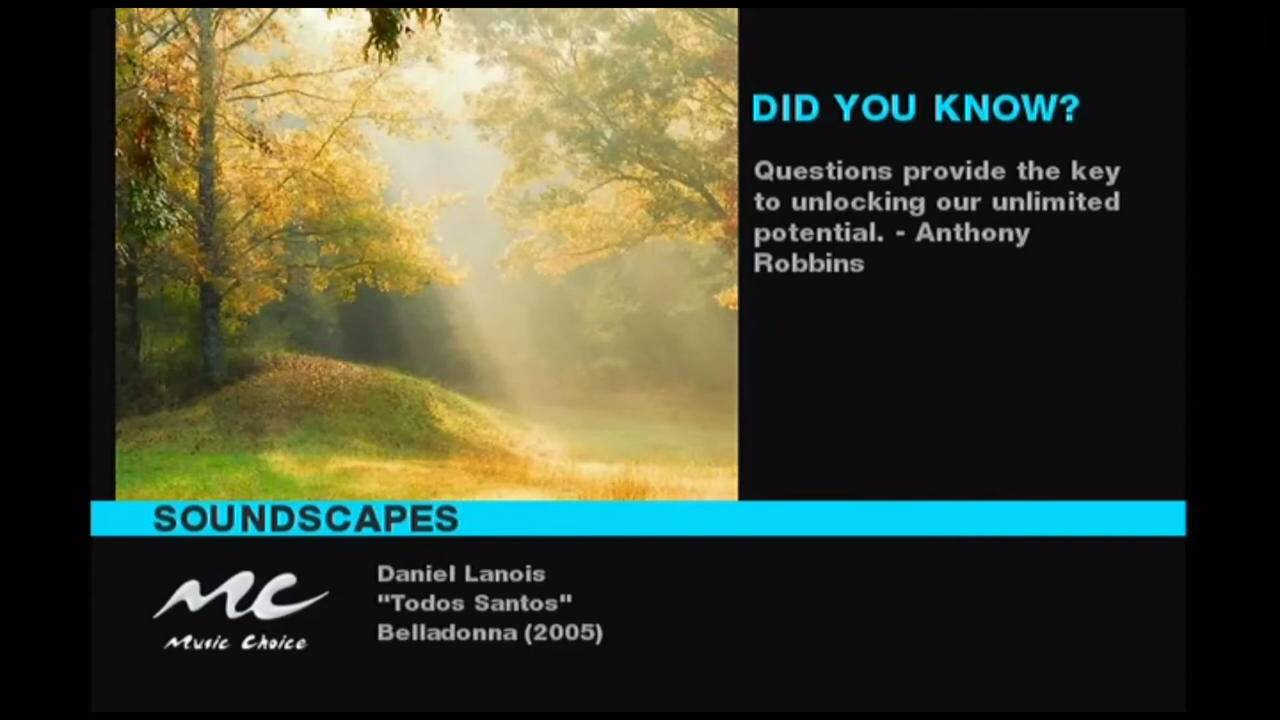 DID YOU KNOW?
Questions provide the key
to unlocking our unlimited
potential. - Anthony
Robbins
SOUNDSCAPES
MC
Music Choice
Daniel Lanois
"Todos Santos"
Belladonna (2005)